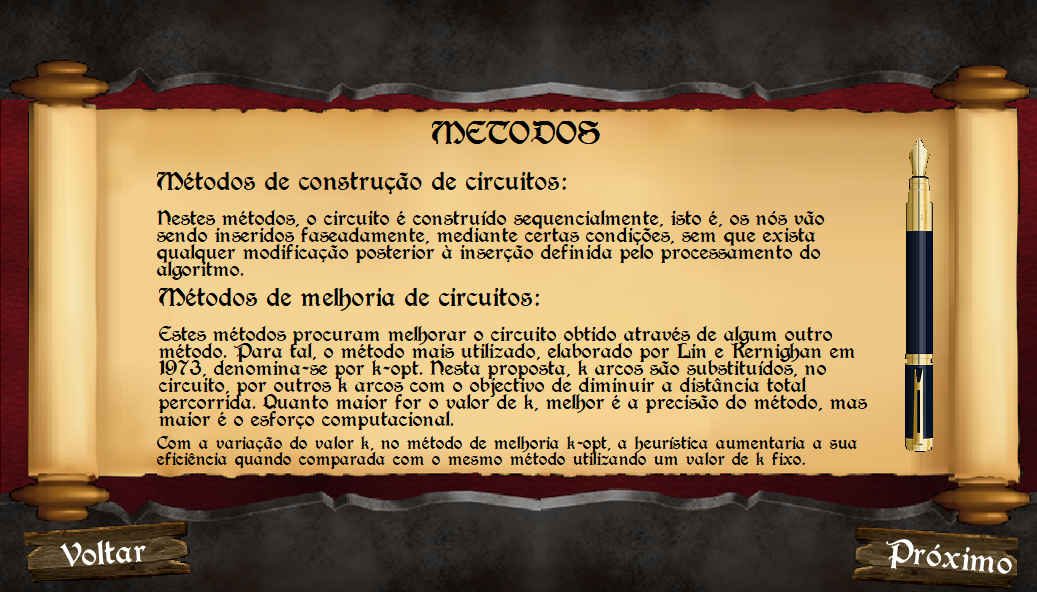 METODOS
Métodos de construção de circuitos:
Nestes métodos, o circuito é construído sequencialmente, isto é, os nós vão
sendo inseridos faseadamente, mediante certas condições, sem que exista
qualquer modificação posterior à inserção definida pelo processamento do
algoritmo.
Métodos de melhoria de circuitos:
Estes métodos procuram melhorar o circuito obtido através de algum outro
método. Para tal, o método mais utilizado, elaborado por Lin e Kernighan em
1973, denomina-se por k-opt. Nesta proposta, k arcos são substituídos, no
circuito, por outros k arcos com o objectivo de diminuir a distância total
percorrida. Quanto maior for o valor de k, melhor é a precisão do método, mas
maior é o esforço computacional.
Com a variação do valor k, no método de melhoria k-opt, a heurística aumentaria a sua
eficiência quando comparada com o mesmo método utilizando um valor de k fixo.
Voltar
Próximo